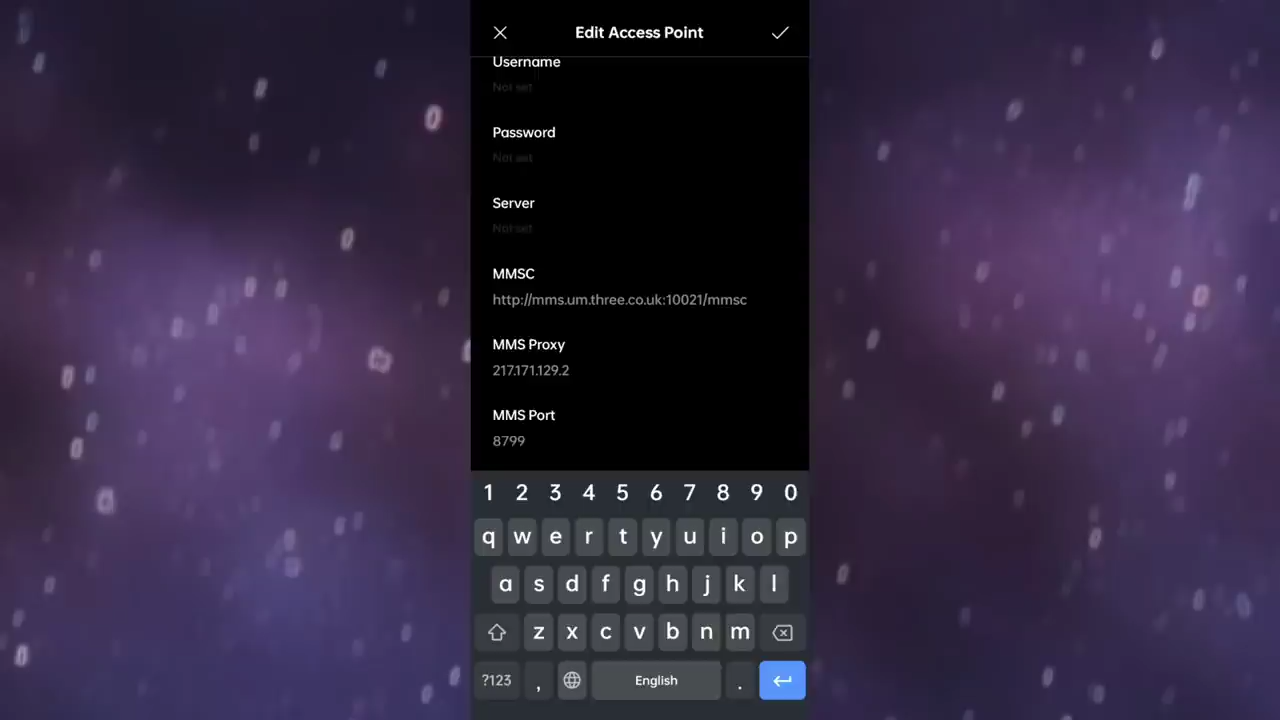 Edit Access Point
Username
Not set
Password
Not set
Server
Not set
MMSC
http://mms.um.three.co.uk:10021/mmsc
MMS Proxy
217.171.129.2
MMS Port
8799
1 2 3 4 5 6 7 8 9 0
q w e r t y u i o p
a s d f g h j k l
z x c v b n m
?123 , English .